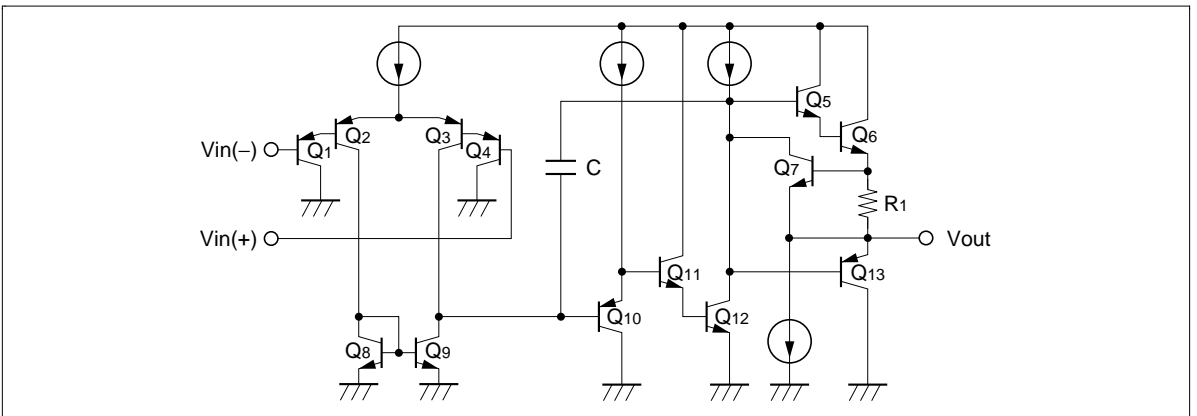 Q5
Q6
Vin(−)
Q1
Q2
Q3
Q4
Q7
C
R1
Vin(+)
Vout
Q11
Q13
Q10
Q12
Q8
Q9